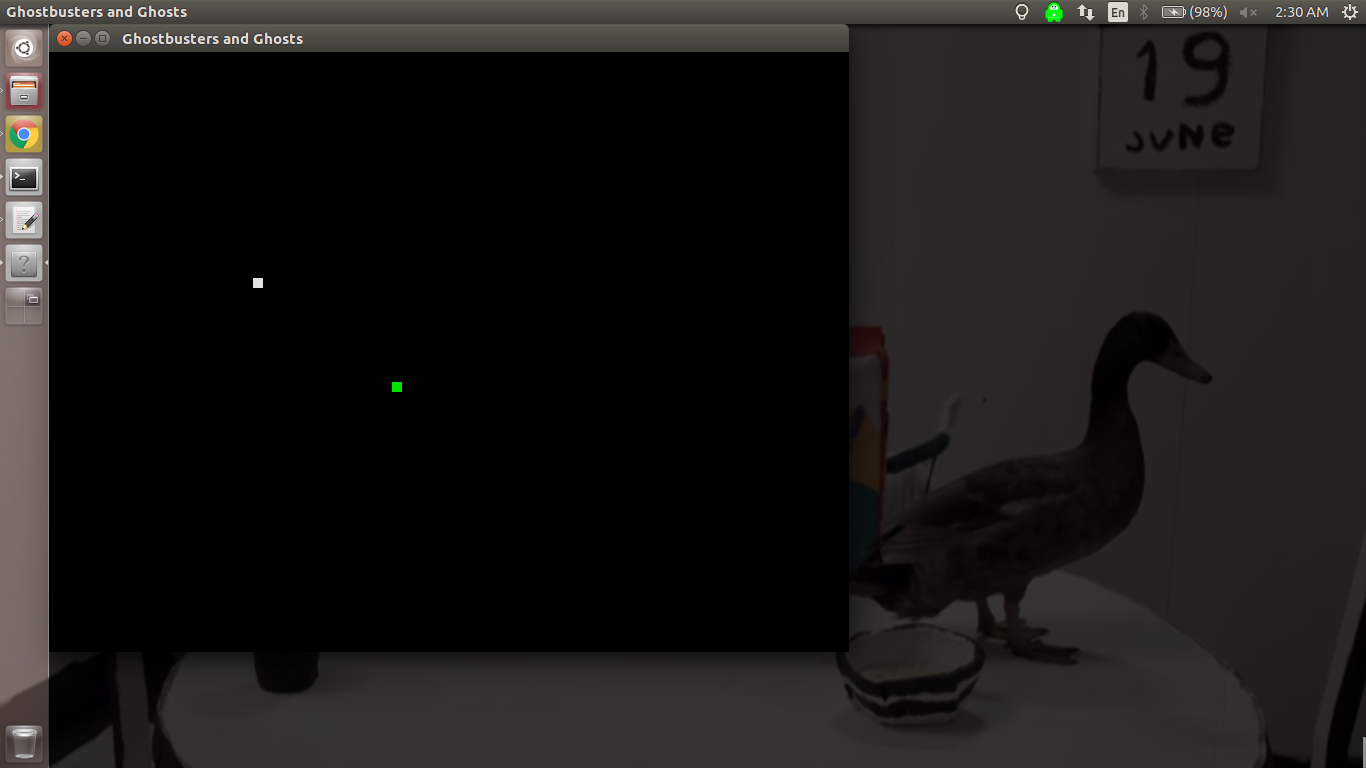 Ghostbusters and Ghosts
En
(98%)
2:30 AM
Ghostbusters and Ghosts
19
JUNE
>_
?